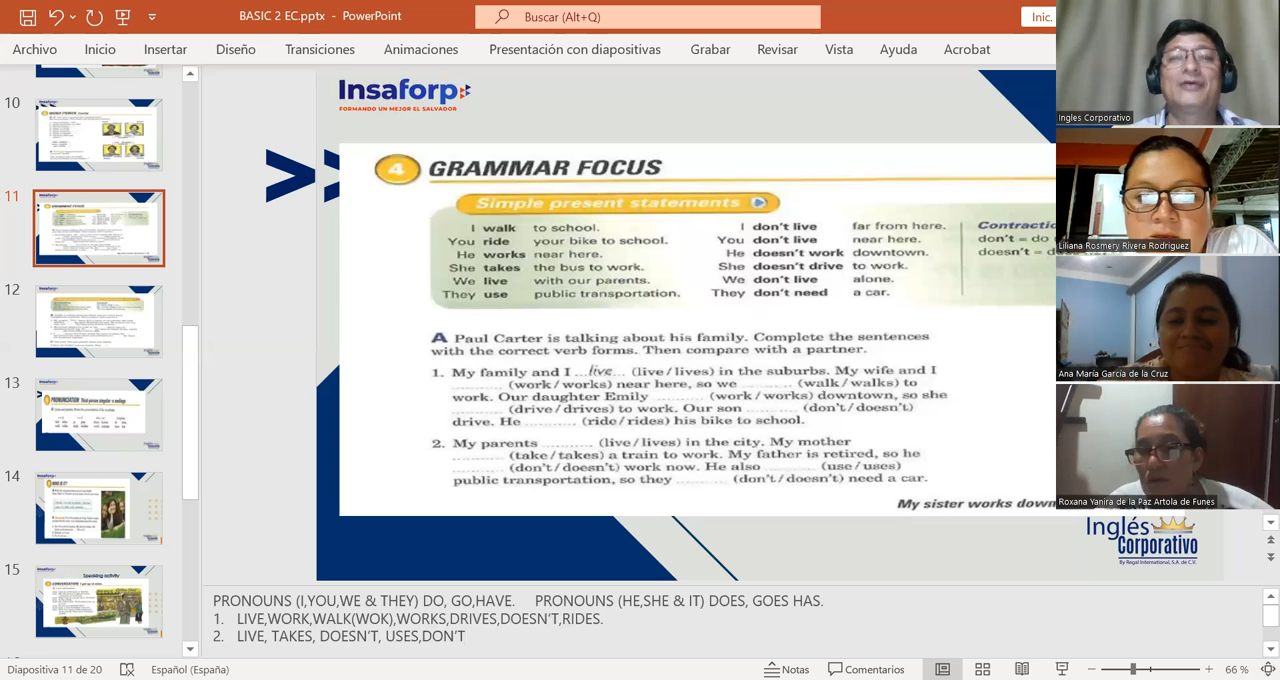 BASIC 2 EC.pptx - PowerPoint
Buscar (Alt+Q)
Inic.
Archivo Inicio Insertar Diseño Transiciones Animaciones Presentación con diapositivas Grabar Revisar Vista Ayuda Acrobat
10
11
12
13
14
15
Insaforp
FORMANDO UN MEJOR EL SALVADOR
4 GRAMMAR FOCUS
Simple present statements
I walk to school. I don't live far from here. Contractio
You ride your bike to school. You don't live near here. don't = do
He works near here. He doesn't work downtown. doesn't = d
She takes the bus to work. She doesn't drive to work.
We live with our parents. We don't live alone.
They use public transportation. They don't need a car.
A Paul Carter is talking about his family. Complete the sentences
with the correct verb forms. Then compare with a partner.
1. My family and I ...live... (live / lives) in the suburbs. My wife and I
.......... (work / works) near here, so we .......... (walk / walks) to
work. Our daughter Emily .......... (work / works) downtown, so she
.......... (drive / drives) to work. Our son .......... (don't / doesn't)
drive. He .......... (ride / rides) his bike to school.
2. My parents .......... (live / lives) in the city. My mother
.......... (take / takes) a train to work. My father is retired, so he
.......... (don't / doesn't) work now. He also .......... (use / uses)
public transportation, so they .......... (don't / doesn't) need a car.
My sister works down
Inglés
Corporativo
By Regal International, S.A. de C.V.
Ingles Corporativo
Liliana Rosmery Rivera Rodriguez
Ana María García de la Cruz
Roxana Yanira de la Paz Artola de Funes
PRONOUNS (I,YOU,WE & THEY) DO, GO,HAVE. PRONOUNS (HE,SHE & IT) DOES, GOES HAS.
1. LIVE,WORK,WALK(WOK),WORKS,DRIVES,DOESN'T,RIDES.
2. LIVE, TAKES, DOESN'T, USES,DON'T
Diapositiva 11 de 20 Español (España) Notas Comentarios 66 %